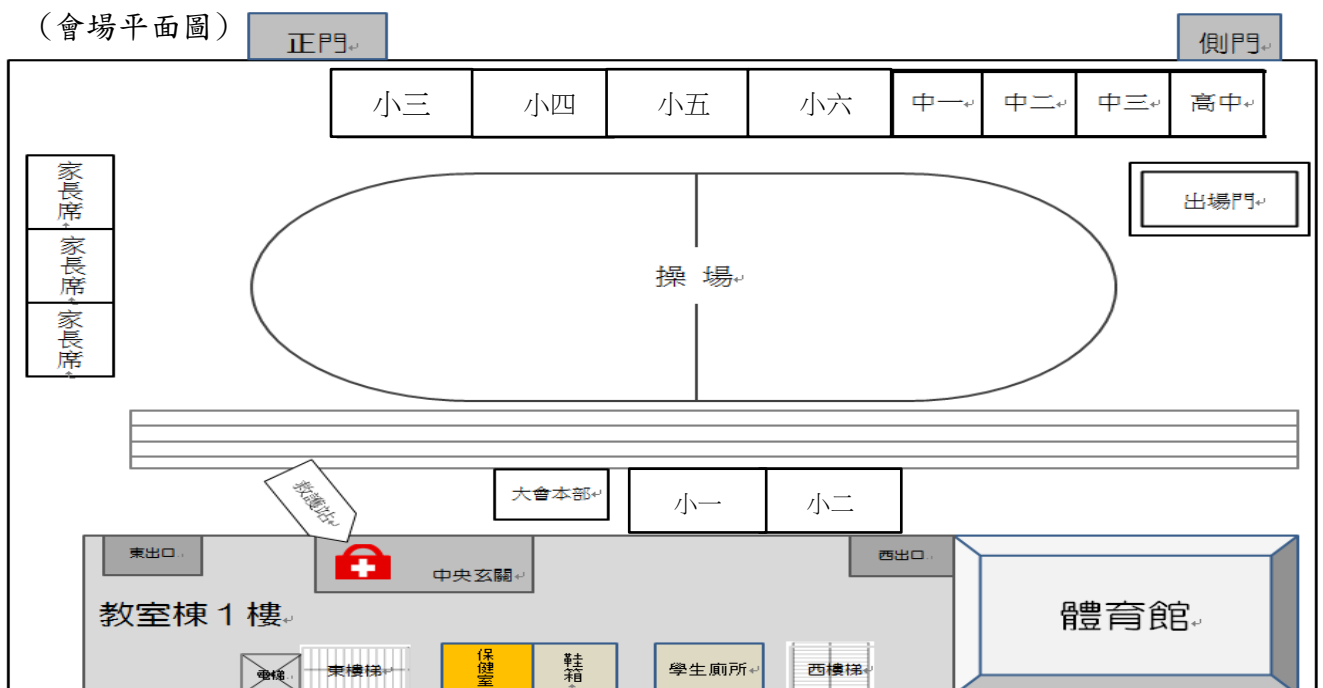 (會場平面圖)
正門
側門
小三
小四
小五
小六
中一
中二
中三
高中
家長席
家長席
家長席
出場門
操 場
救護站
大會本部
小一
小二
東出口
中央玄關
西出口
教室棟1樓
體育館
電梯
東樓梯
保健室
鞋箱
學生廁所
西樓梯